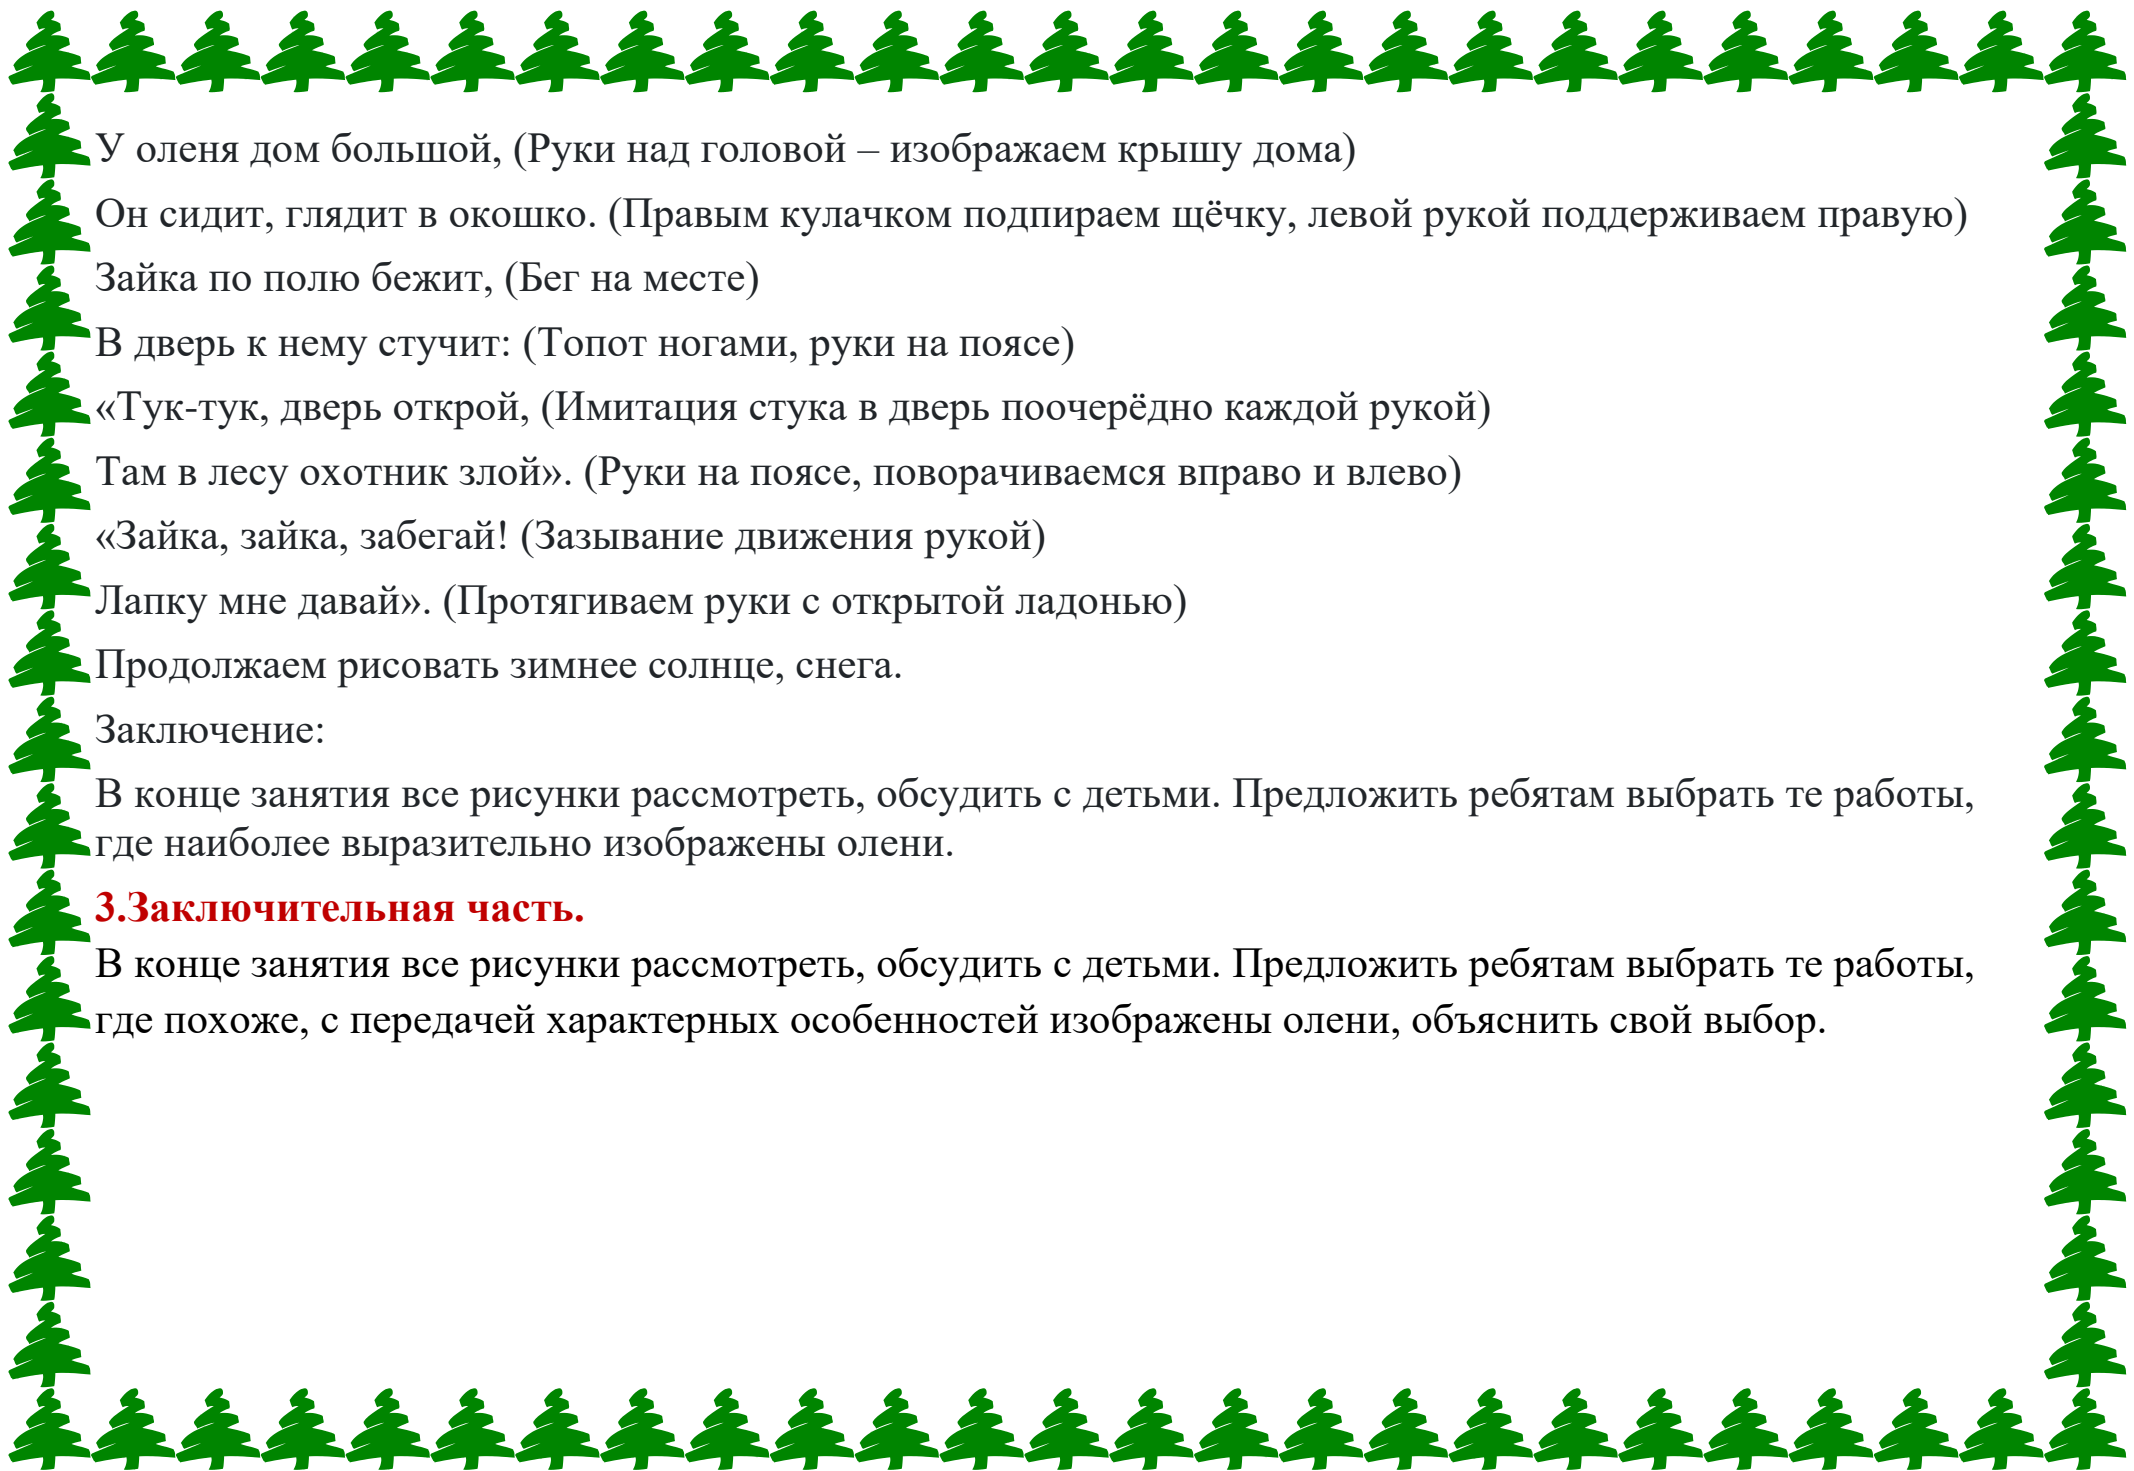 У оленя дом большой, (Руки над головой – изображаем крышу дома)
Он сидит, глядит в окошко. (Правым кулачком подпираем щёчку, левой рукой поддерживаем правую)
Зайка по полю бежит, (Бег на месте)
В дверь к нему стучит: (Топот ногами, руки на поясе)
«Тук-тук, дверь открой, (Имитация стука в дверь поочерёдно каждой рукой)
Там в лесу охотник злой». (Руки на поясе, поворачиваемся вправо и влево)
«Зайка, зайка, забегай! (Зазывание движения рукой)
Лапку мне давай». (Протягиваем руки с открытой ладонью)
Продолжаем рисовать зимнее солнце, снега.
Заключение:
В конце занятия все рисунки рассмотреть, обсудить с детьми. Предложить ребятам выбрать те работы,
где наиболее выразительно изображены олени.
3.Заключительная часть.
В конце занятия все рисунки рассмотреть, обсудить с детьми. Предложить ребятам выбрать те работы,
где похоже, с передачей характерных особенностей изображены олени, объяснить свой выбор.